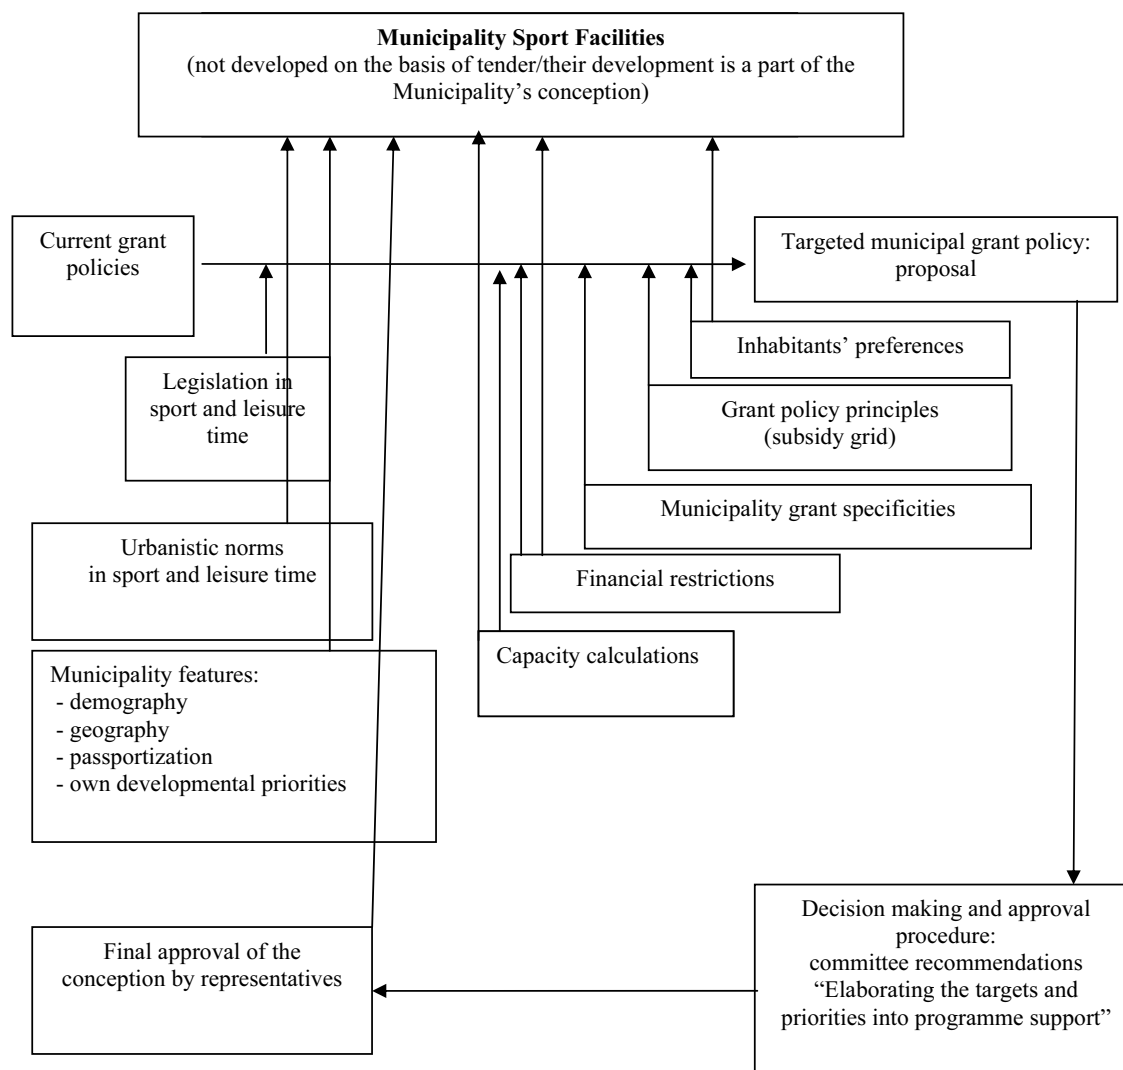 Municipality Sport Facilities
(not developed on the basis of tender/their development is a part of the
Municipality’s conception)
Current grant
policies
Targeted municipal grant policy:
proposal
Inhabitants’ preferences
Legislation in
sport and leisure
time
Grant policy principles
(subsidy grid)
Municipality grant specificities
Urbanistic norms
in sport and leisure time
Financial restrictions
Capacity calculations
Municipality features:
- demography
- geography
- passportization
- own developmental priorities
Decision making and approval
procedure:
committee recommendations
“Elaborating the targets and
priorities into programme support”
Final approval of the
conception by representatives